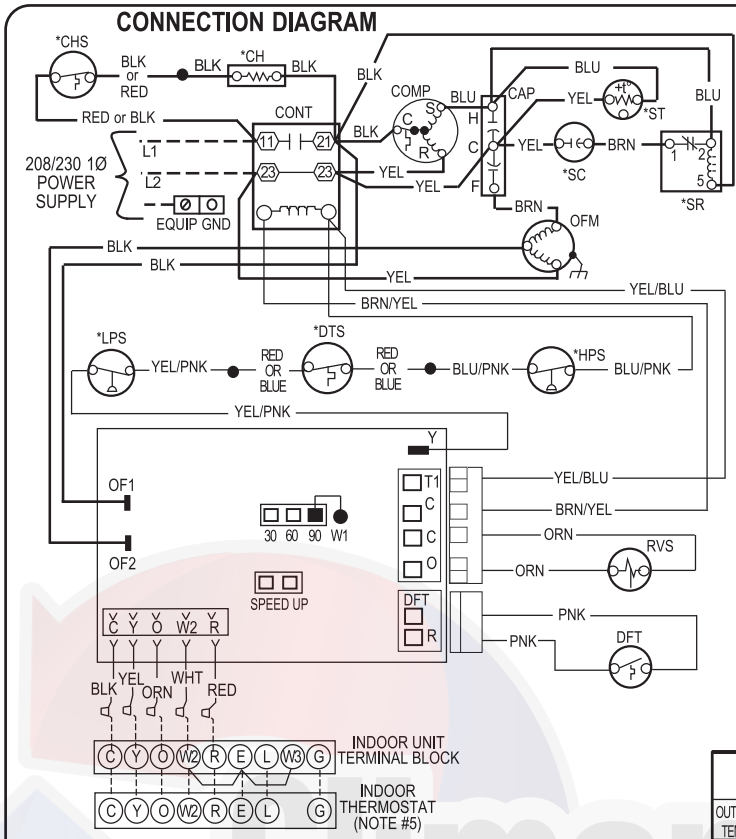 CONNECTION DIAGRAM
*CHS
BLK
or
RED
BLK
*CH
BLK
BLK
RED or BLK
CONT
11
21
23
23
L1
L2
208/230 1Ø
POWER
SUPPLY
EQUIP GND
COMP
S
C
R
BLK
BLU
YEL
YEL
CAP
H
C
F
BLU
YEL
+t°
*ST
BLU
YEL
*SC
BRN
1
2
5
*SR
BRN
OFM
BLK
BLK
YEL
YEL/BLU
BRN/YEL
*LPS
YEL/PNK
RED
OR
BLUE
*DTS
RED
OR
BLUE
BLU/PNK
*HPS
BLU/PNK
YEL/PNK
Y
OF1
OF2
30 60 90 W1
SPEED UP
T1
C
C
O
DFT
R
YEL/BLU
BRN/YEL
ORN
RVS
ORN
PNK
DFT
PNK
C Y O W2 R
BLK YEL ORN WHT RED
C Y O W2 R E L W3 G
INDOOR UNIT
TERMINAL BLOCK
C Y O W2 R E L G
INDOOR
THERMOSTAT
(NOTE #5)